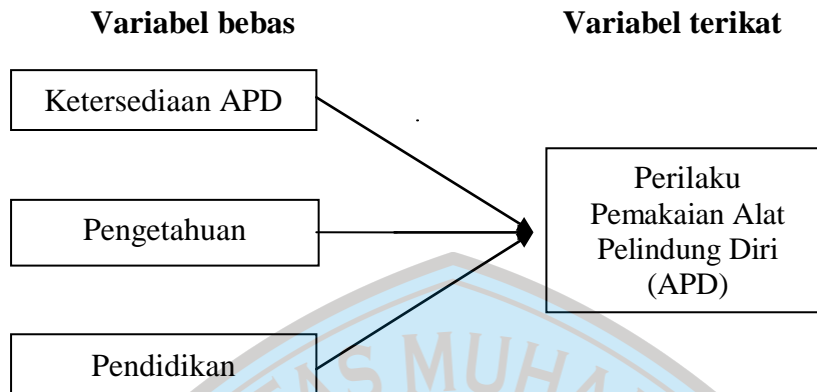 Variabel bebas
Variabel terikat
Ketersediaan APD
Perilaku
Pemakaian Alat
Pelindung Diri
(APD)
Pengetahuan
Pendidikan